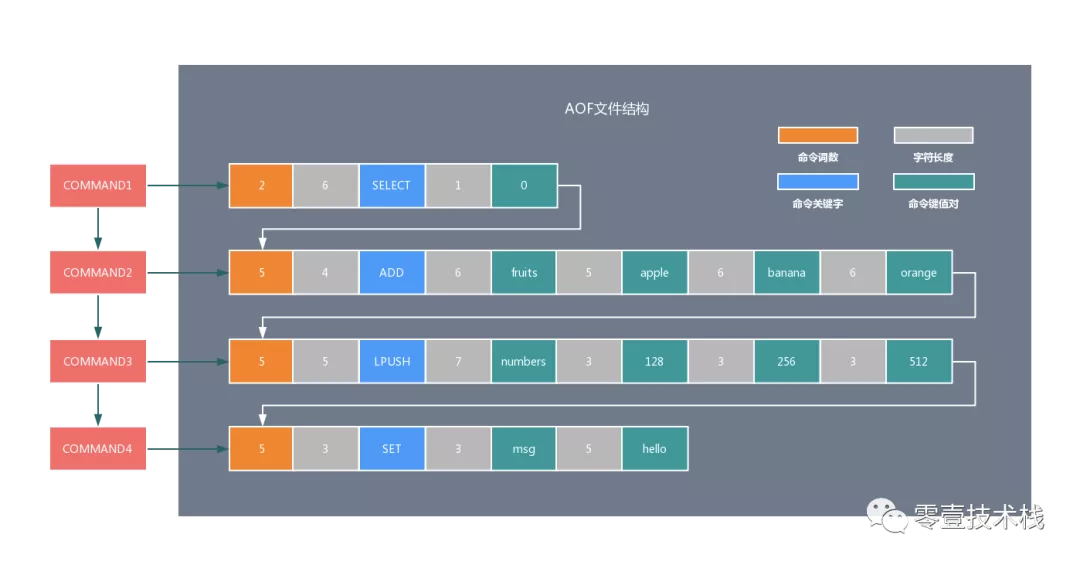 AOF文件结构
命令词数 字符长度
命令关键字 命令键值对
COMMAND1 2 6 SELECT 1 0
COMMAND2 5 4 ADD 6 fruits 5 apple 6 banana 6 orange
COMMAND3 5 5 LPUSH 7 numbers 3 128 3 256 3 512
COMMAND4 5 3 SET 3 msg 5 hello
零壹技术栈